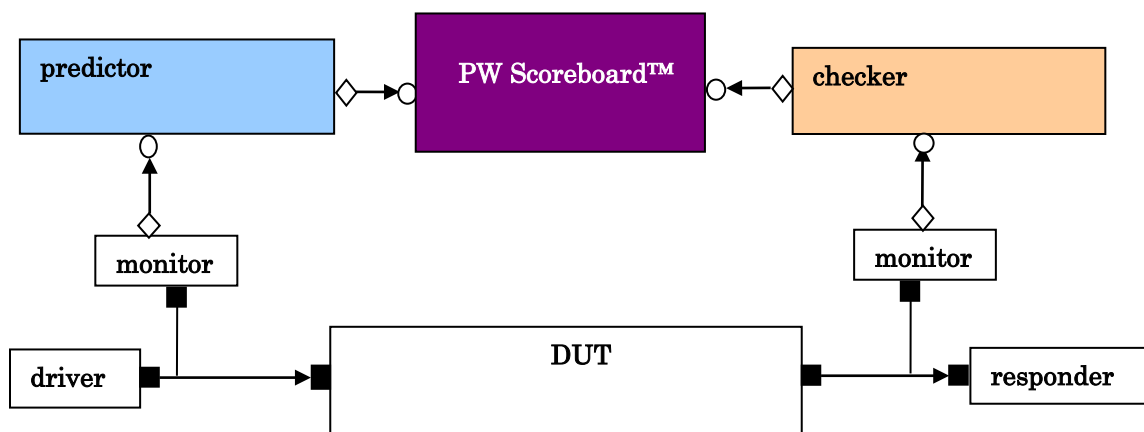 predictor
PW Scoreboard™
checker
monitor
monitor
DUT
driver
responder